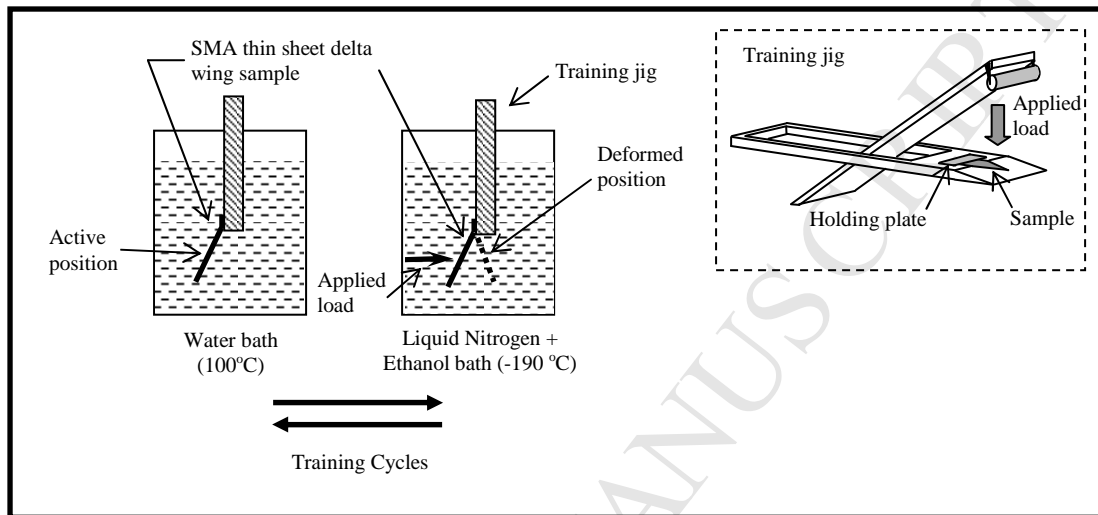 SMA thin sheet delta
wing sample
Training jig
Deformed
position
Active
position
Applied
load
Water bath
(100°C)
Liquid Nitrogen +
Ethanol bath (-190 °C)
Training Cycles
Training jig
Applied
load
Holding plate
Sample